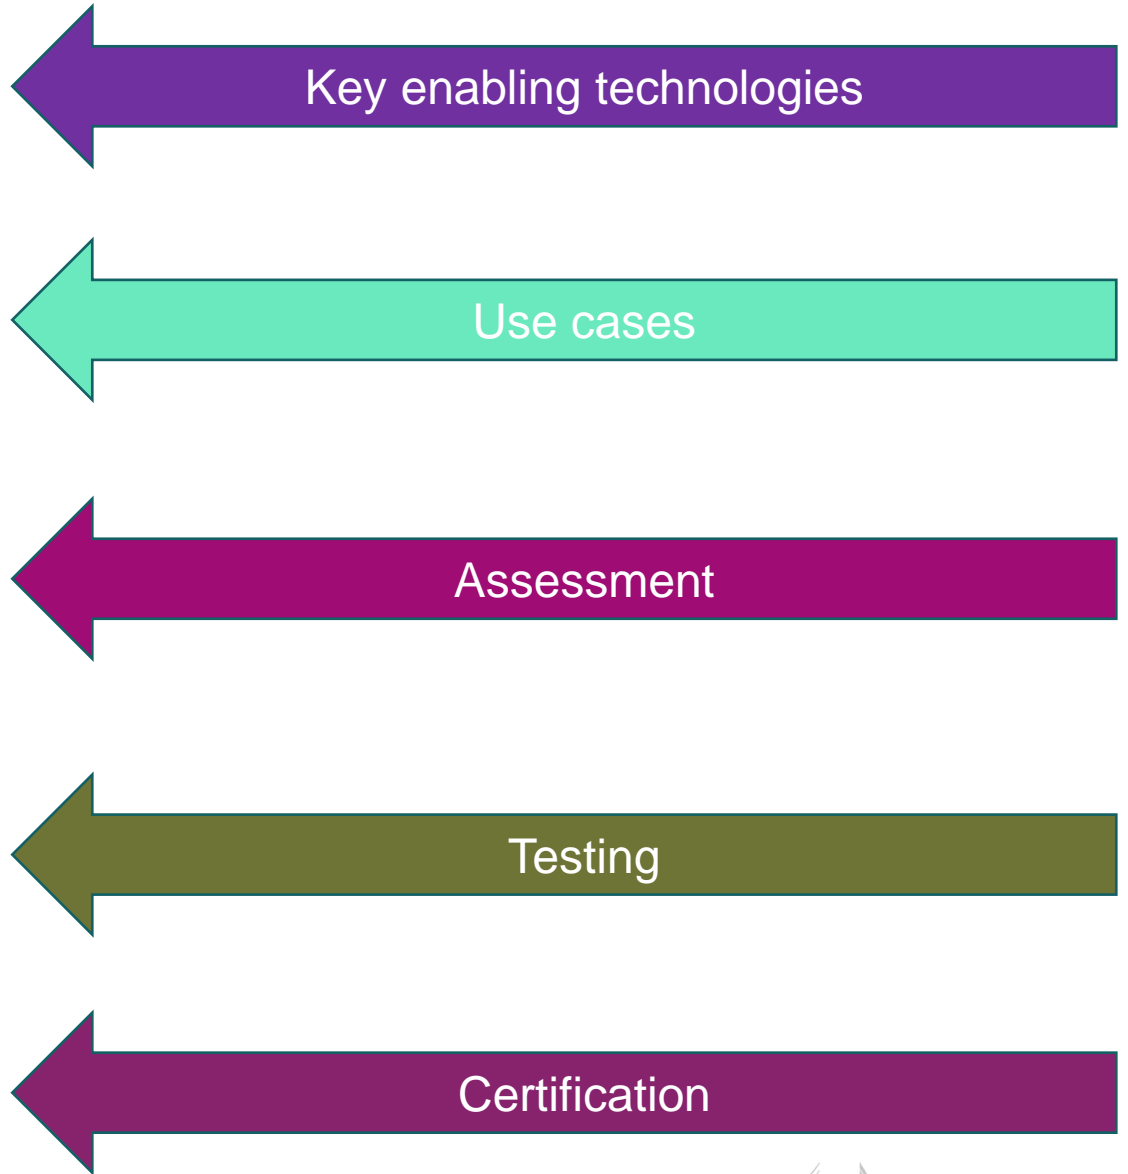 Key enabling technologies
Use cases
Assessment
Testing
Certification